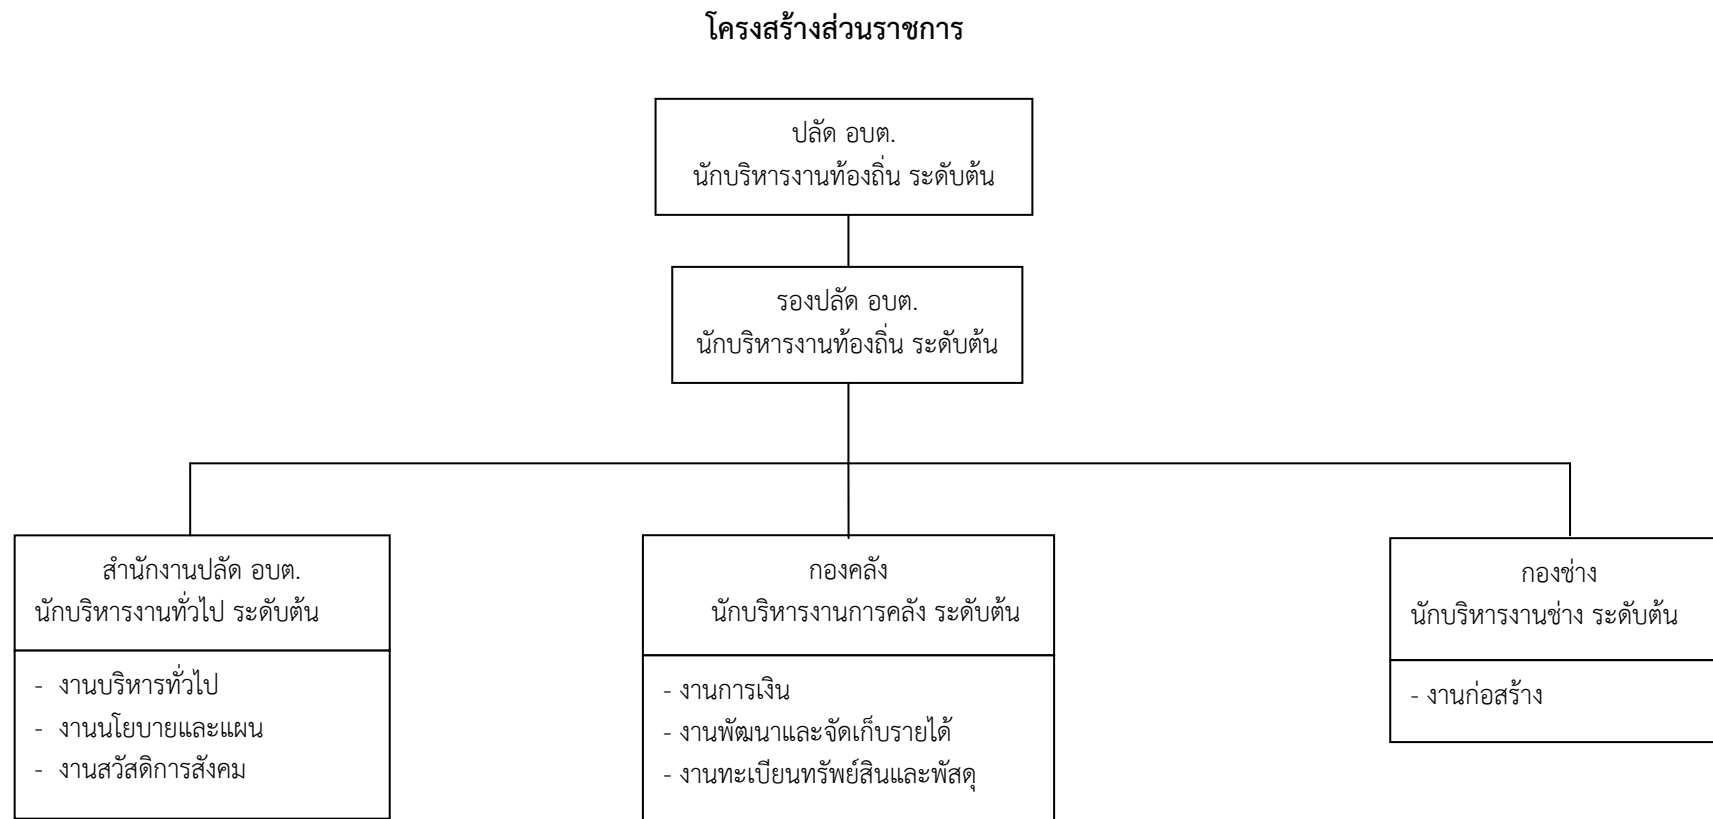 โครงสร้างส่วนราชการ
ปลัด อบต.
นักบริหารงานท้องถิ่น ระดับต้น
รองปลัด อบต.
นักบริหารงานท้องถิ่น ระดับต้น
สำนักงานปลัด อบต.
นักบริหารงานทั่วไป ระดับต้น
- งานบริหารทั่วไป
- งานนโยบายและแผน
- งานสวัสดิการสังคม
กองคลัง
นักบริหารงานการคลัง ระดับต้น
- งานการเงิน
- งานพัฒนาและจัดเก็บรายได้
- งานทะเบียนทรัพย์สินและพัสดุ
กองช่าง
นักบริหารงานช่าง ระดับต้น
- งานก่อสร้าง